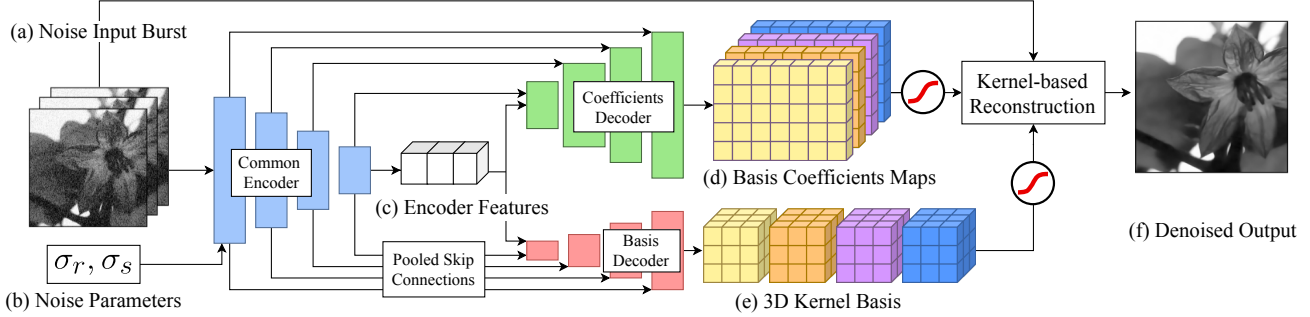 (a) Noise Input Burst
Common
Encoder
σr, σs
(b) Noise Parameters
(c) Encoder Features
Pooled Skip
Connections
Coefficients
Decoder
Basis
Decoder
(d) Basis Coefficients Maps
(e) 3D Kernel Basis
Kernel-based
Reconstruction
(f) Denoised Output